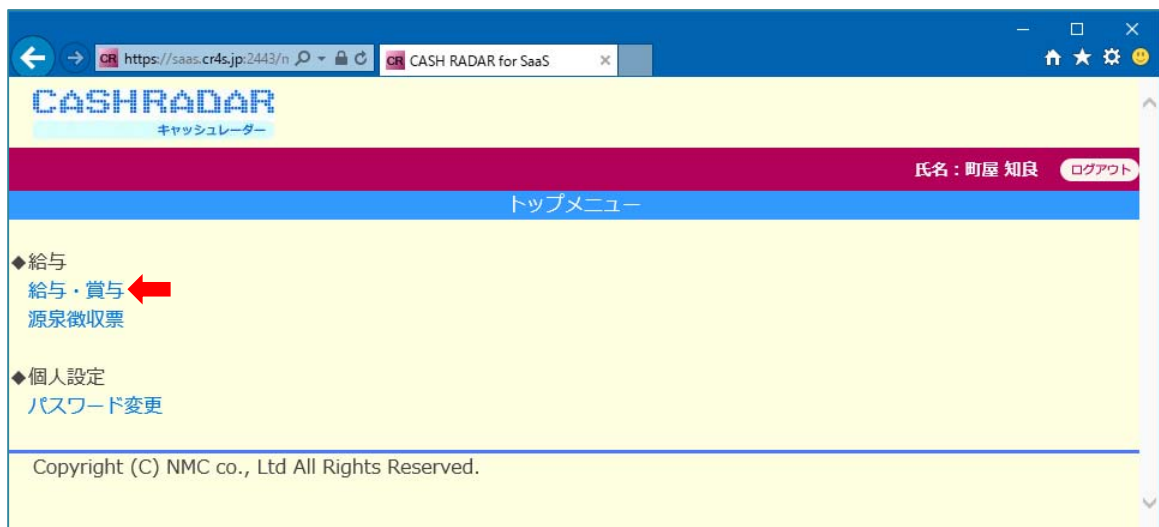 https://saas.cr4s.jp:2443/n
CR CASH RADAR for SaaS
CASHRADAR
キャッシュレーダー
氏名：町屋 知良 ログアウト
トップメニュー
◆給与
給与・賞与
源泉徴収票
◆個人設定
パスワード変更
Copyright (C) NMC co., Ltd All Rights Reserved.